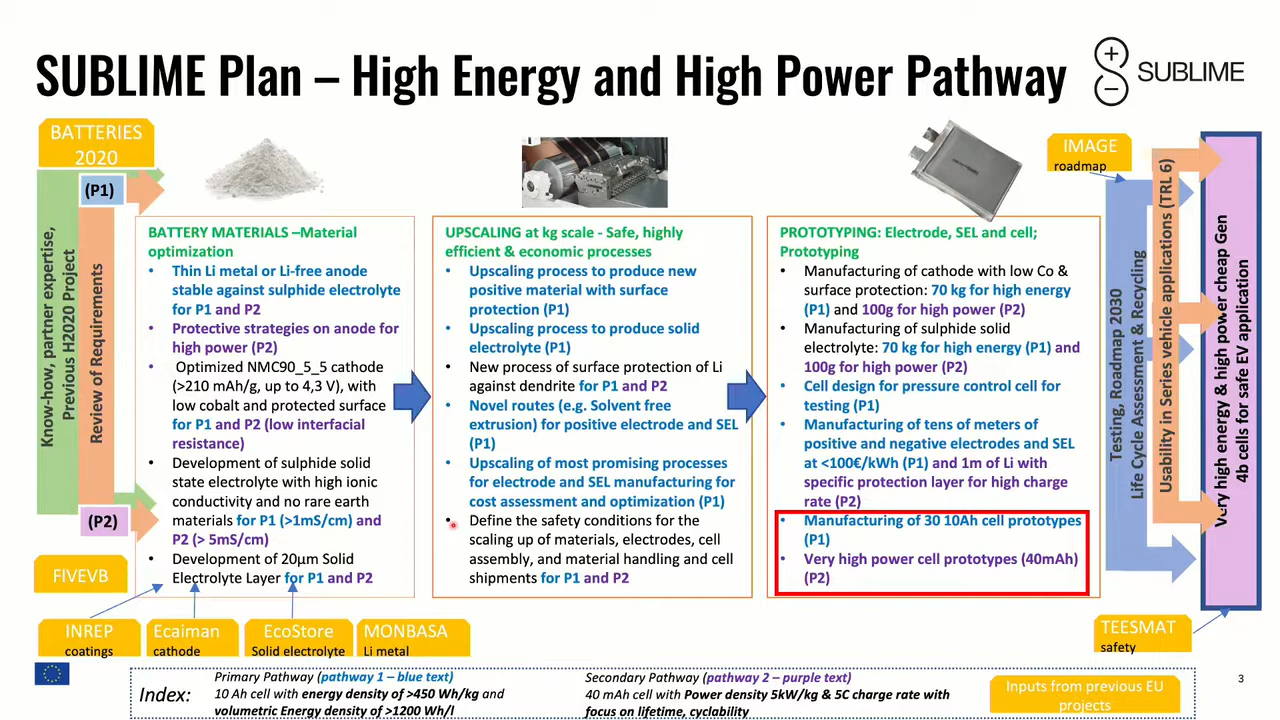 SUBLIME Plan – High Energy and High Power Pathway
SUBLIME
BATTERIES
2020
(P1)
(P2)
Know-how, partner expertise,
Previous H2020 Project
Review of Requirements
BATTERY MATERIALS –Material
optimization
• Thin Li metal or Li-free anode
stable against sulphide electrolyte
for P1 and P2
• Protective strategies on anode for
high power (P2)
• Optimized NMC90_5_5 cathode
(>210 mAh/g, up to 4,3 V), with
low cobalt and protected surface
for P1 and P2 (low interfacial
resistance)
• Development of sulphide solid
state electrolyte with high ionic
conductivity and no rare earth
materials for P1 (>1mS/cm) and
P2 (> 5mS/cm)
• Development of 20µm Solid
Electrolyte Layer for P1 and P2
UPSCALING at kg scale - Safe, highly
efficient & economic processes
• Upscaling process to produce new
positive material with surface
protection (P1)
• Upscaling process to produce solid
electrolyte (P1)
• New process of surface protection of Li
against dendrite for P1 and P2
• Novel routes (e.g. Solvent free
extrusion) for positive electrode and SEL
(P1)
• Upscaling of most promising processes
for electrode and SEL manufacturing for
cost assessment and optimization (P1)
• Define the safety conditions for the
scaling up of materials, electrodes, cell
assembly, and material handling and cell
shipments for P1 and P2
PROTOTYPING: Electrode, SEL and cell;
Prototyping
• Manufacturing of cathode with low Co &
surface protection: 70 kg for high energy
(P1) and 100g for high power (P2)
• Manufacturing of sulphide solid
electrolyte: 70 kg for high energy (P1) and
100g for high power (P2)
• Cell design for pressure control cell for
testing (P1)
• Manufacturing of tens of meters of
positive and negative electrodes and SEL
at <100€/kWh (P1) and 1m of Li with
specific protection layer for high charge
rate (P2)
• Manufacturing of 30 10Ah cell prototypes
(P1)
• Very high power cell prototypes (40mAh)
(P2)
IMAGE
roadmap
Testing, Roadmap 2030
Life Cycle Assessment & Recycling
Usability in Series vehicle applications (TRL 6)
Very high energy & high power cheap Gen
4b cells for safe EV application
FIVEVB
INREP
coatings
Ecaiman
cathode
EcoStore
Solid electrolyte
MONBASA
Li metal
TEESMAT
safety
Index:
Primary Pathway (pathway 1 – blue text)
10 Ah cell with energy density of >450 Wh/kg and
volumetric Energy density of >1200 Wh/l
Secondary Pathway (pathway 2 – purple text)
40 mAh cell with Power density 5kW/kg & 5C charge rate with
focus on lifetime, cyclability
Inputs from previous EU
projects
3